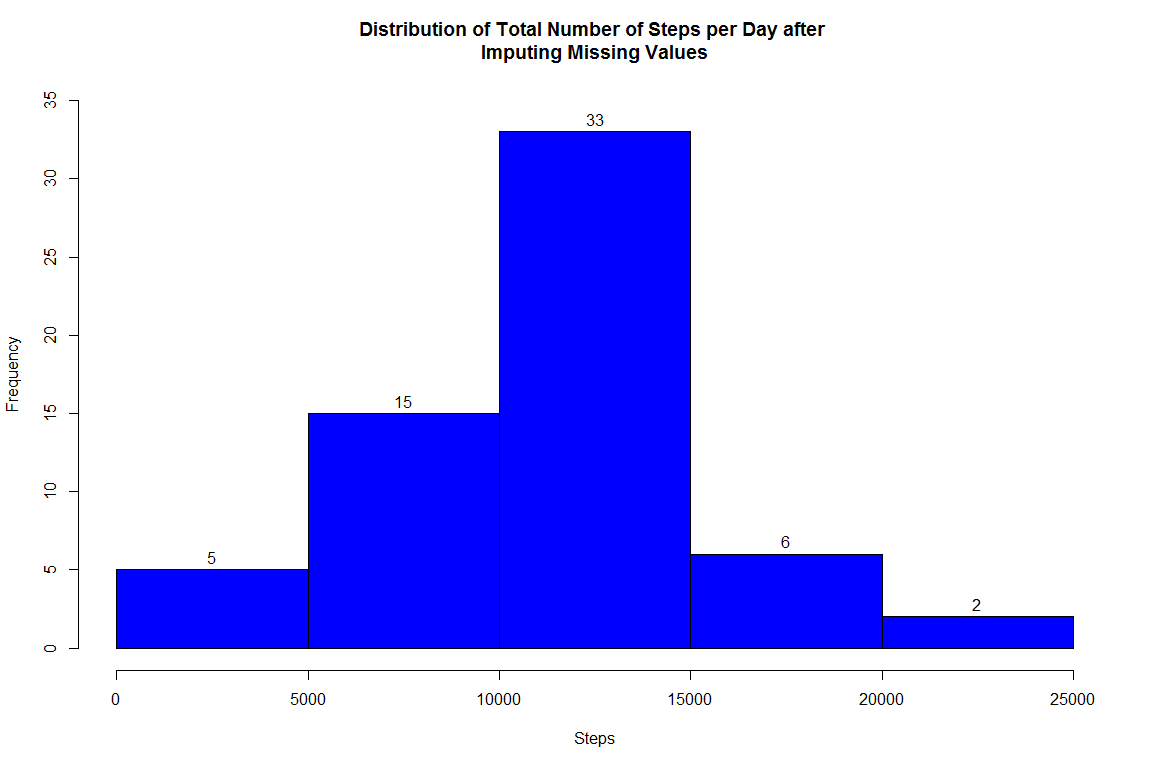 Distribution of Total Number of Steps per Day after
Imputing Missing Values
Frequency
35
30
25
20
15
10
5
0
5
15
33
6
2
0 5000 10000 15000 20000 25000
Steps